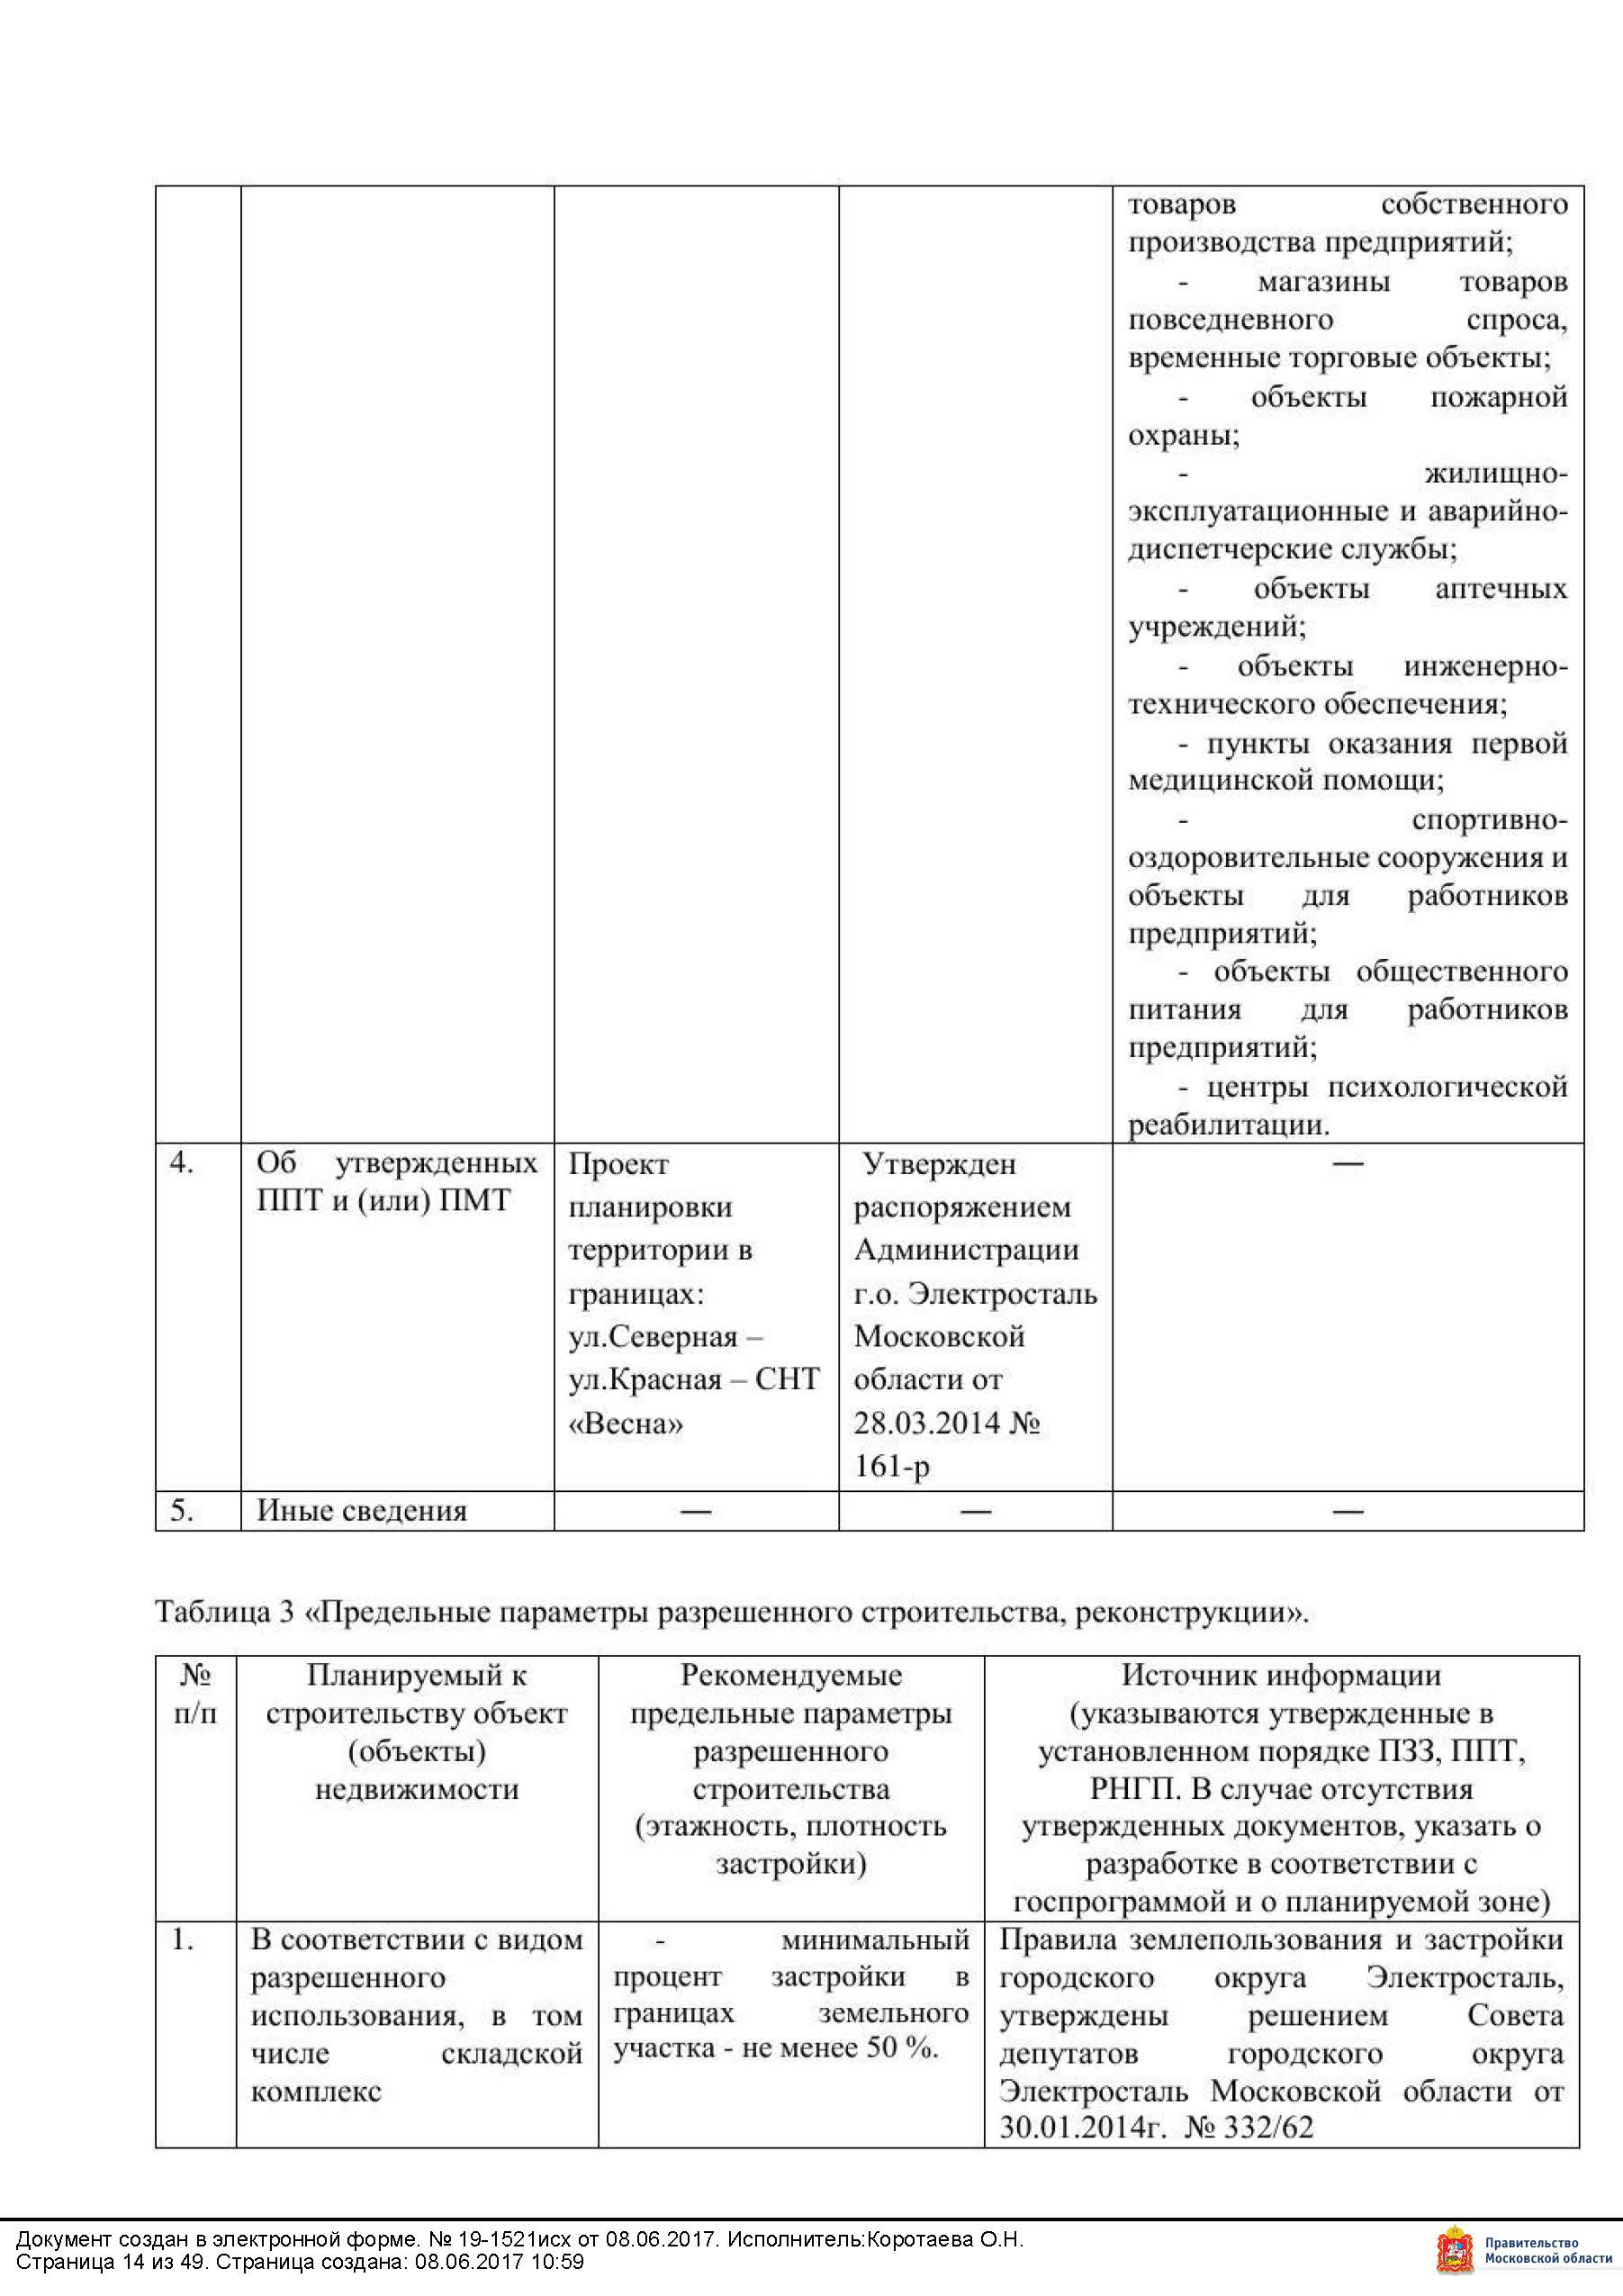 товаров собственного
производства предприятий;
- магазины товаров
повседневного спроса,
временные торговые объекты;
- объекты пожарной
охраны;
- жилищно-
эксплуатационные и аварийно-
диспетчерские службы;
- объекты аптечных
учреждений;
- объекты инженерно-
технического обеспечения;
- пункты оказания первой
медицинской помощи;
- спортивно-
оздоровительные сооружения и
объекты для работников
предприятий;
- объекты общественного
питания для работников
предприятий;
- центры психологической
реабилитации.
4.
Об утвержденных
ППТ и (или) ПМТ
Проект
планировки
территории в
границах:
ул.Северная –
ул.Красная – СНТ
«Весна»
Утвержден
распоряжением
Администрации
г.о. Электросталь
Московской
области от
28.03.2014 №
161-р
—
5.
Иные сведения
—
—
—
Таблица 3 «Предельные параметры разрешенного строительства, реконструкции».
№
п/п
Планируемый к
строительству объект
(объекты)
недвижимости
Рекомендуемые
предельные параметры
разрешенного
строительства
(этажность, плотность
застройки)
Источник информации
(указываются утвержденные в
установленном порядке ПЗЗ, ППТ,
РНГП. В случае отсутствия
утвержденных документов, указать о
разработке в соответствии с
госпрограммой и о планируемой зоне)
1.
В соответствии с видом
разрешенного
использования, в том
числе складской
комплекс
- минимальный
процент застройки в
границах земельного
участка - не менее 50 %.
Правила землепользования и застройки
городского округа Электросталь,
утверждены решением Совета
депутатов городского округа
Электросталь Московской области от
30.01.2014г. № 332/62
Документ создан в электронной форме. № 19-1521исх от 08.06.2017. Исполнитель:Коротаева О.Н.
Страница 14 из 49. Страница создана: 08.06.2017 10:59
Правительство
Московской области